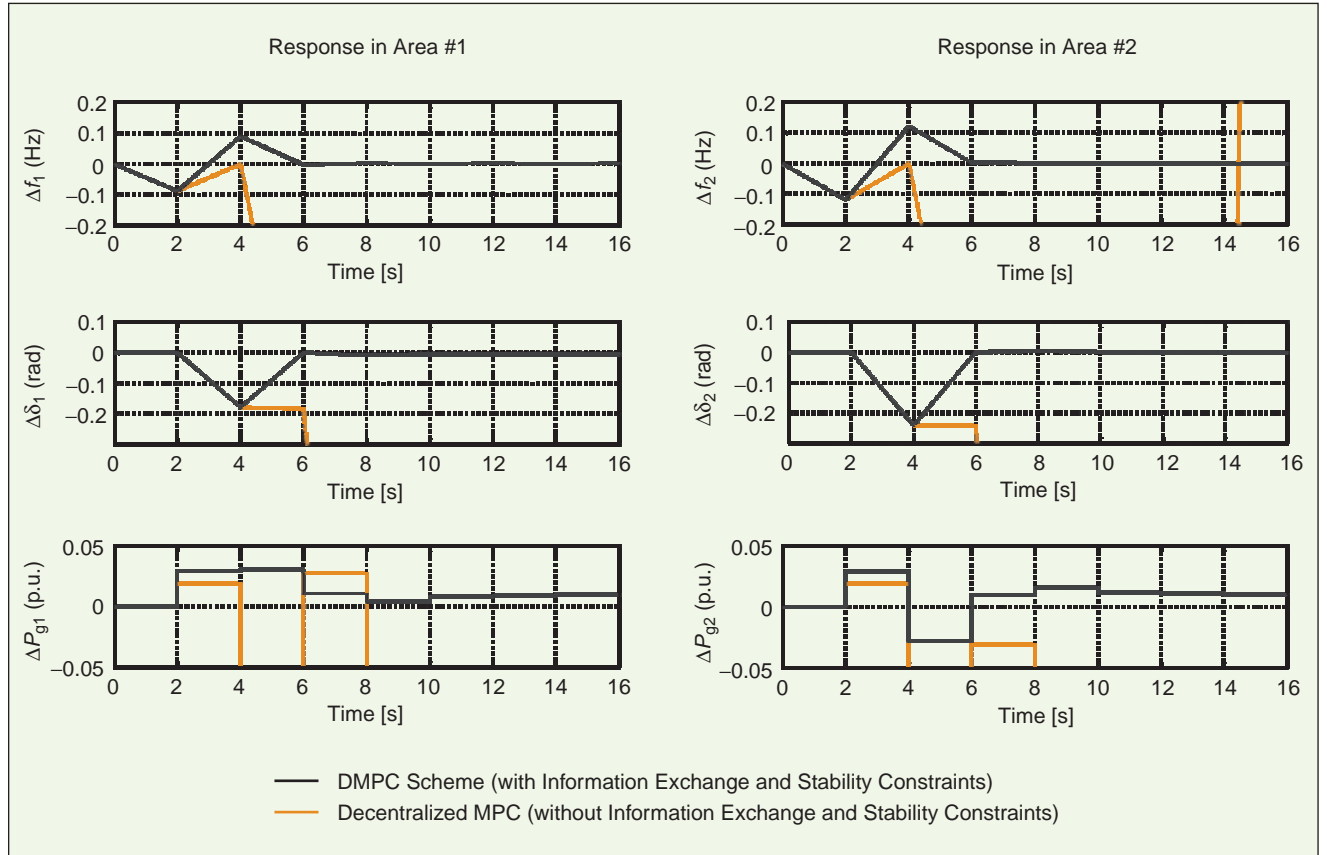 Response in Area #1
Response in Area #2
0.2
0.1
0
−0.1
−0.2
Δf1 (Hz)
0 2 4 6 8 10 12 14 16
Time [s]
0.2
0.1
0
−0.1
−0.2
Δf2 (Hz)
0 2 4 6 8 10 12 14 16
Time [s]
0.1
0
−0.1
−0.2
Δδ1 (rad)
0 2 4 6 8 10 12 14 16
Time [s]
0.1
0
−0.1
−0.2
Δδ2 (rad)
0 2 4 6 8 10 12 14 16
Time [s]
0.05
0
−0.05
ΔPg1 (p.u.)
0 2 4 6 8 10 12 14 16
Time [s]
0.05
0
−0.05
ΔPg2 (p.u.)
0 2 4 6 8 10 12 14 16
Time [s]
DMPC Scheme (with Information Exchange and Stability Constraints)
Decentralized MPC (without Information Exchange and Stability Constraints)